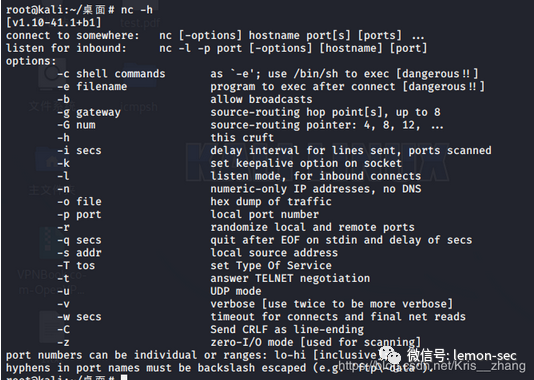 root@kali:~/桌面# nc -h
[v1.10-41.1+b1]
connect to somewhere: nc [-options] hostname port[s] [ports] ...
listen for inbound: nc -l -p port [-options] [hostname] [port]
options:
-c shell commands as `-e'; use /bin/sh to exec [dangerous!!]
-e filename program to exec after connect [dangerous!!]
-b allow broadcasts
-g gateway source-routing hop point[s], up to 8
-G num source-routing pointer: 4, 8, 12, ...
-h this cruft
-i secs delay interval for lines sent, ports scanned
-k set keepalive option on socket
-l listen mode, for inbound connects
-n numeric-only IP addresses, no DNS
-o file hex dump of traffic
-p port local port number
-r randomize local and remote ports
-q secs quit after EOF on stdin and delay of secs
-s addr local source address
-T tos set Type Of Service
-t answer TELNET negotiation
-u UDP mode
-v verbose [use twice to be more verbose]
-w secs timeout for connects and final net reads
-C Send CRLF as line-ending
-z zero-I/O mode [used for scanning]
port numbers can be individual or ranges: lo-hi [inclusive];
hyphens in port names must be backslash escaped (e.g. 'ftp\-data').
root@kali:~/桌面#
微信号: lemon-sec
https://blog.csdn.net/Kris__zhang